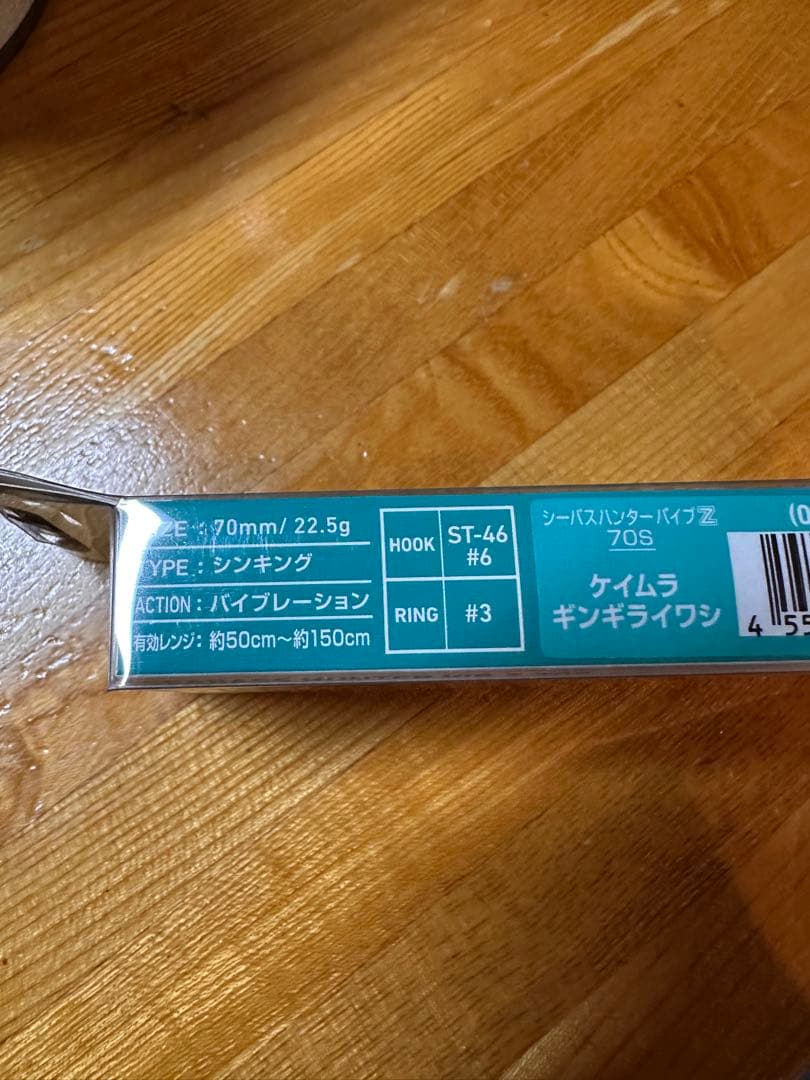 70mm/ 22.5g
TYPE : シンキング
ACTION : バイブレーション
有効レンジ : 約50cm〜約150cm
HOOK ST-46 #6
RING #3
シーバスハンターバイブZ
70S
ケイムラ
ギンギライワシ
(0
4 55